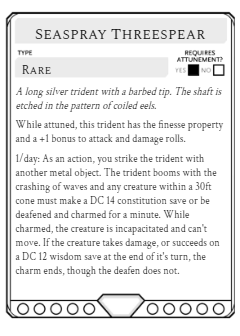 SEASPRAY THREESPEAR
TYPE
REQUIRES
ATTUNEMENT?
RARE
YES NO
A long silver trident with a barbed tip. The shaft is
etched in the pattern of coiled eels.
While attuned, this trident has the finesse property
and a +1 bonus to attack and damage rolls.
1/day: As an action, you strike the trident with
another metal object. The trident booms with the
crashing of waves and any creature within a 30ft
cone must make a DC 14 constitution save or be
deafened and charmed for a minute. While
charmed, the creature is incapacitated and can't
move. If the creature takes damage, or succeeds on
a DC 12 wisdom save at the end of it's turn, the
charm ends, though the deafen does not.